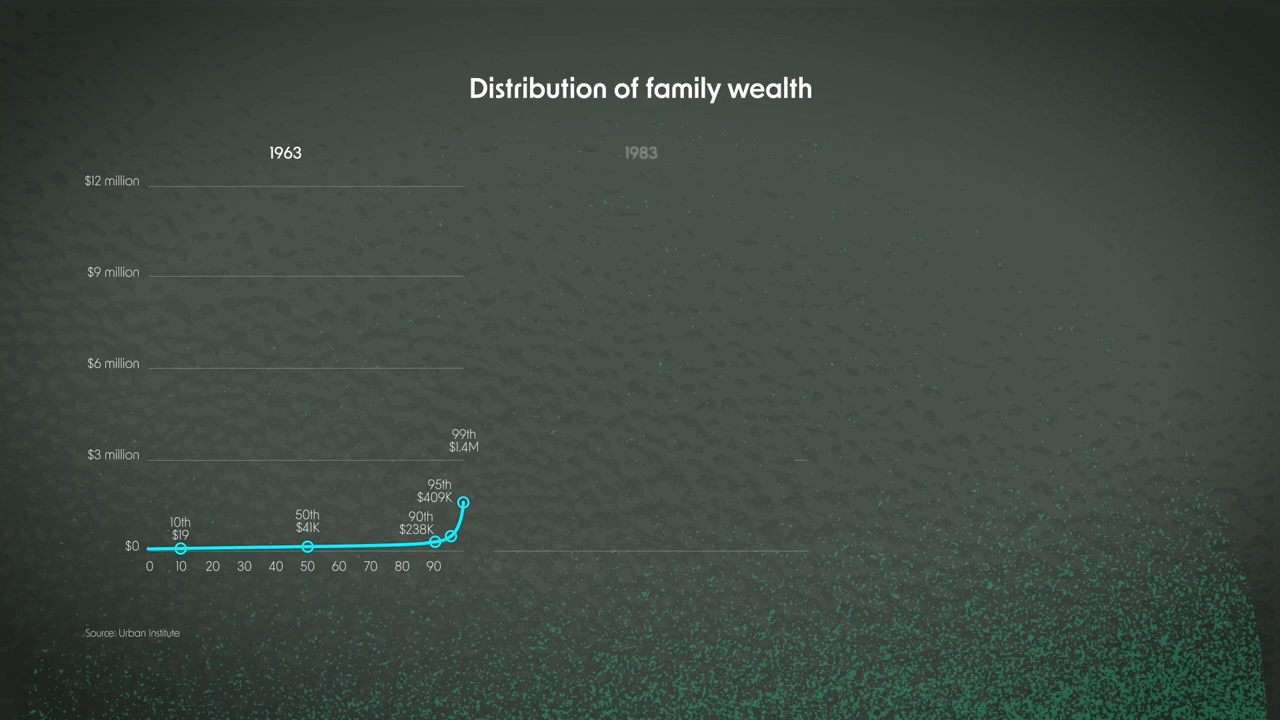 Distribution of family wealth
1963
1983
$12 million
$9 million
$6 million
$3 million
$0
99th
$1.4M
95th
$409K
90th
$238K
50th
$41K
10th
$19
0 10 20 30 40 50 60 70 80 90
Source: Urban Institute